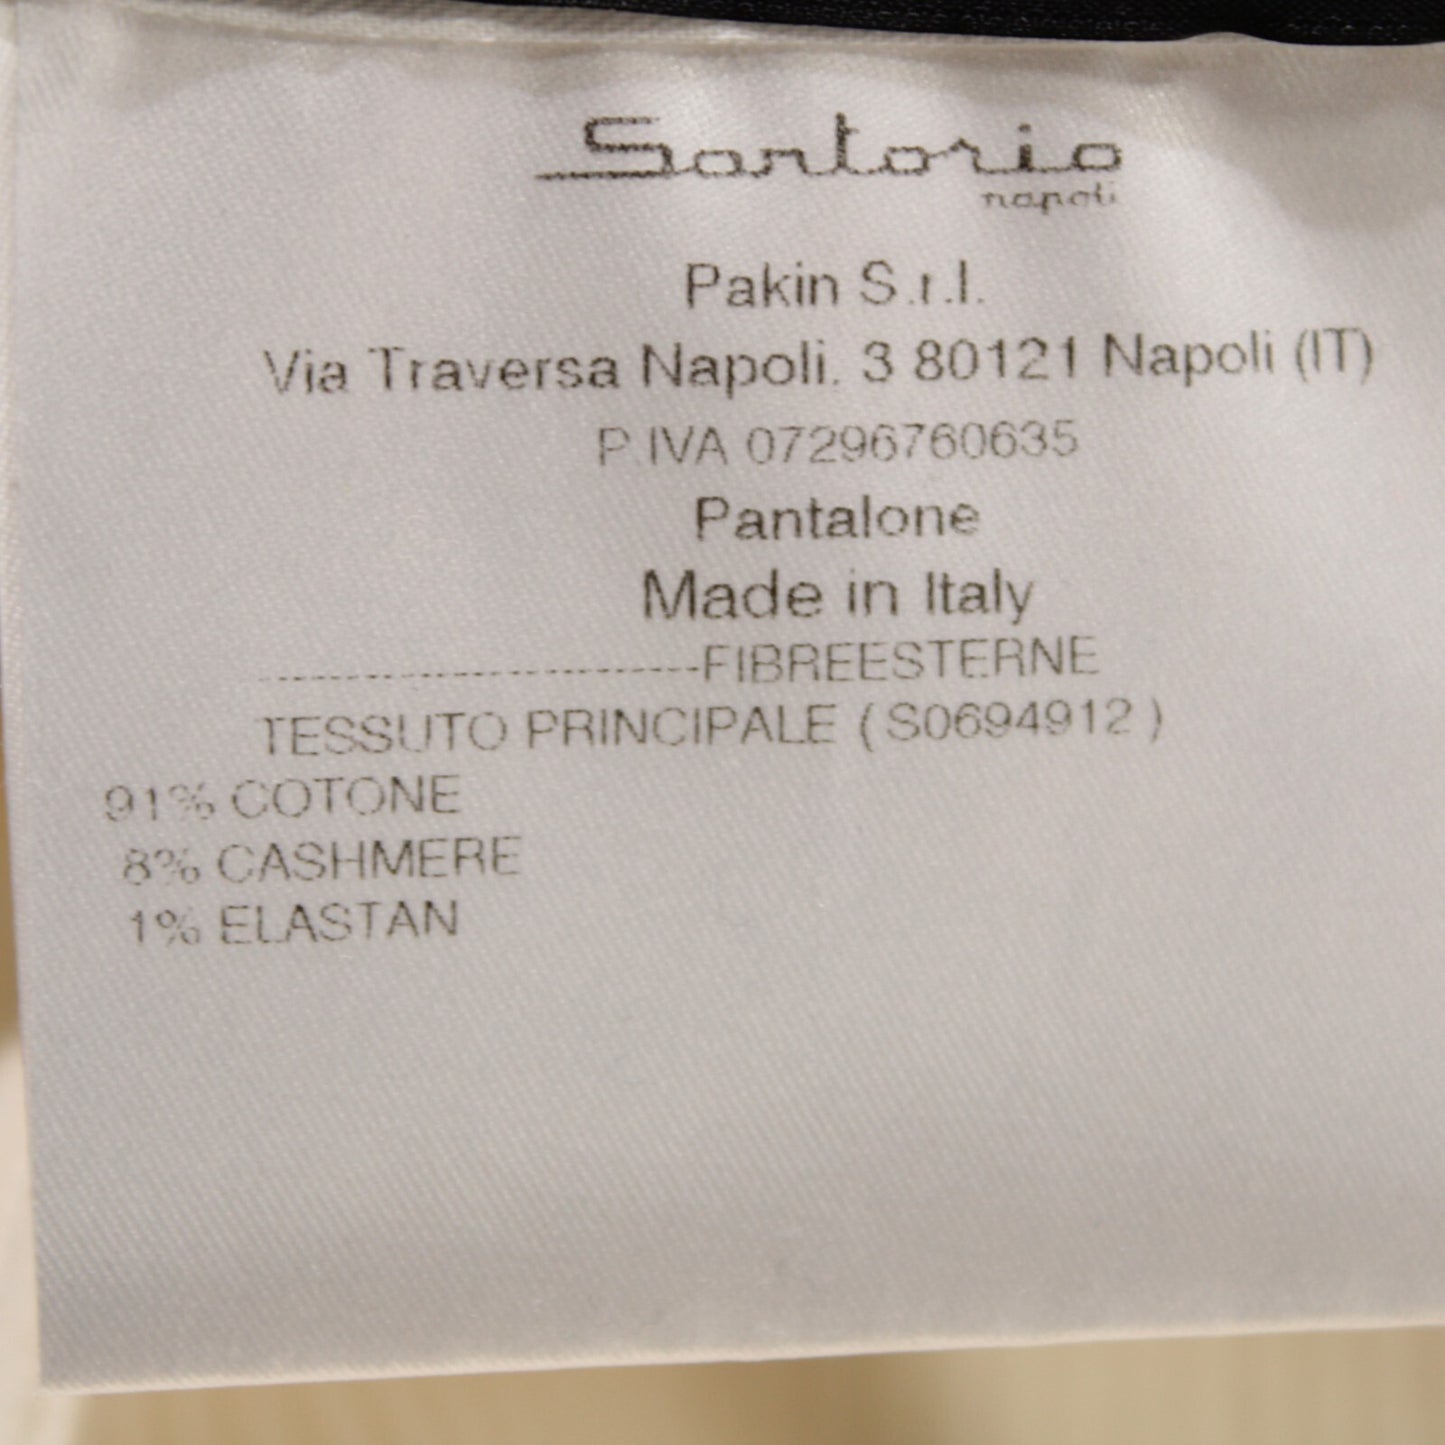 Sartorio
napoli
Pakin S.r.l.
Via Traversa Napoli. 3 80121 Napoli (IT)
P.IVA 07296760635
Pantalone
Made in Italy
-------------------------FIBREESTERNE
TESSUTO PRINCIPALE ( S0694912 )
91% COTONE
8% CASHMERE
1% ELASTAN